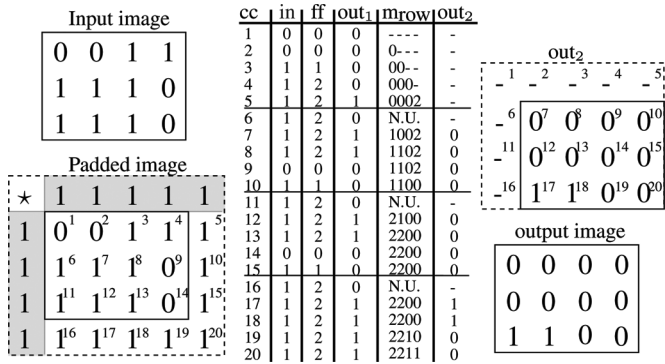 Input image
0 0 1 1
1 1 1 0
1 1 1 0
Padded image
⋆ 1 1 1 1 1
1 0¹ 0² 1³ 1⁴ 1⁵
1 1⁶ 1⁷ 1⁸ 0⁹ 1¹⁰
1 1¹¹ 1¹² 1¹³ 0¹⁴ 1¹⁵
1 1¹⁶ 1¹⁷ 1¹⁸ 1¹⁹ 1²⁰
cc in ff out₁ mrow out₂
1 0 0 0 ---- -
2 0 0 0 0--- -
3 1 1 0 00-- -
4 1 2 0 000- -
5 1 2 1 0002 -
6 1 2 0 N.U. -
7 1 2 1 1002 0
8 1 2 1 1102 0
9 0 0 0 1102 0
10 1 1 0 1100 0
11 1 2 0 N.U. -
12 1 2 1 2100 0
13 1 2 1 2200 0
14 0 0 0 2200 0
15 1 1 0 2200 0
16 1 2 0 N.U. -
17 1 2 1 2200 1
18 1 2 1 2200 1
19 1 2 1 2210 0
20 1 2 1 2211 0
out₂
-¹ -² -³ -⁴ -⁵
-⁶ 0⁷ 0⁸ 0⁹ 0¹⁰
-¹¹ 0¹² 0¹³ 0¹⁴ 0¹⁵
-¹⁶ 1¹⁷ 1¹⁸ 0¹⁹ 0²⁰
output image
0 0 0 0
0 0 0 0
1 1 0 0